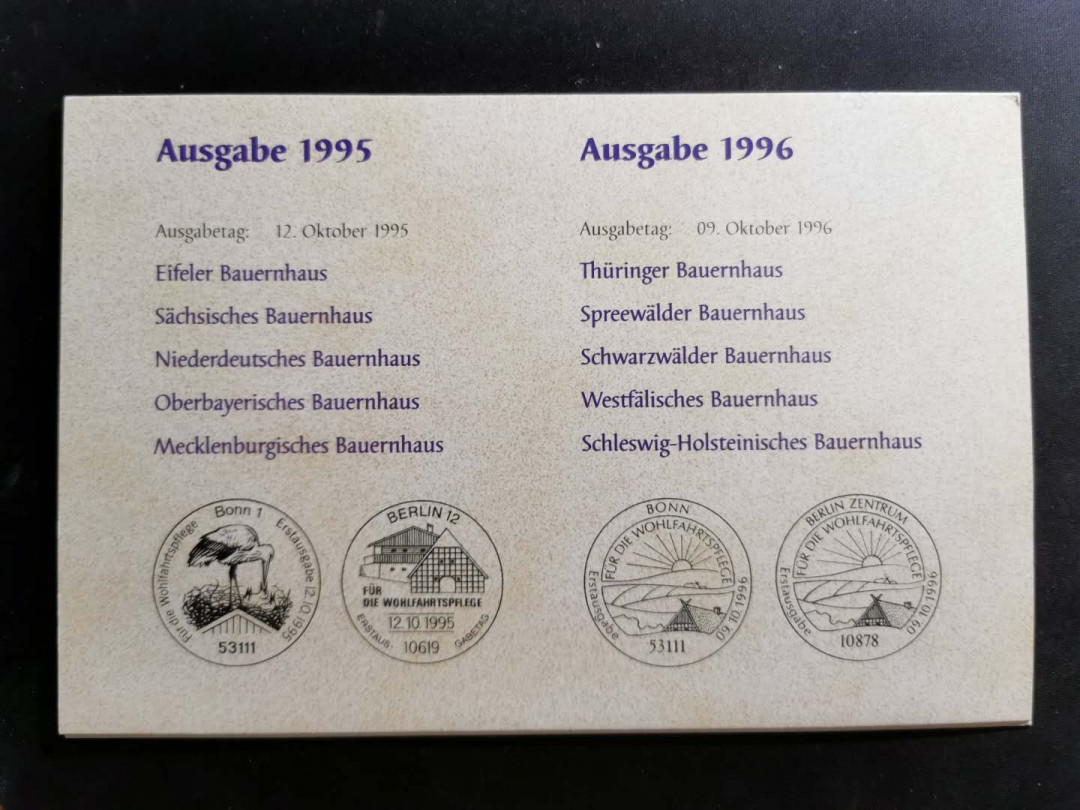 Ausgabe 1995
Ausgabetag: 12. Oktober 1995
Eifeler Bauernhaus
Sächsisches Bauernhaus
Niederdeutsches Bauernhaus
Oberbayerisches Bauernhaus
Mecklenburgisches Bauernhaus
Bonn 1
Für die Wohlfahrtspflege
Erstausgabe 12.10.1995
53111
BERLIN 12
FÜR
DIE WOHLFAHRTSPFLEGE
12.10.1995
ERSTAUS- GABETAG
10619
Ausgabe 1996
Ausgabetag: 09. Oktober 1996
Thüringer Bauernhaus
Spreewälder Bauernhaus
Schwarzwälder Bauernhaus
Westfälisches Bauernhaus
Schleswig-Holsteinisches Bauernhaus
BONN
FÜR DIE WOHLFAHRTSPFLEGE
Erstausgabe
09.10.1996
53111
BERLIN ZENTRUM
FÜR DIE WOHLFAHRTSPFLEGE
Erstausgabe
09.10.1996
10878